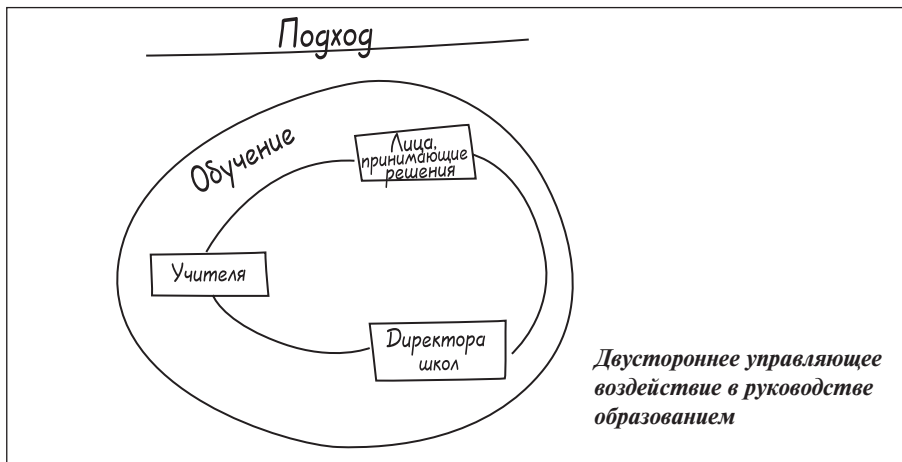 Подход
Обучение
Лица,
принимающие
решения
Учителя
Директора
школ
Двустороннее управляющее
воздействие в руководстве
образованием